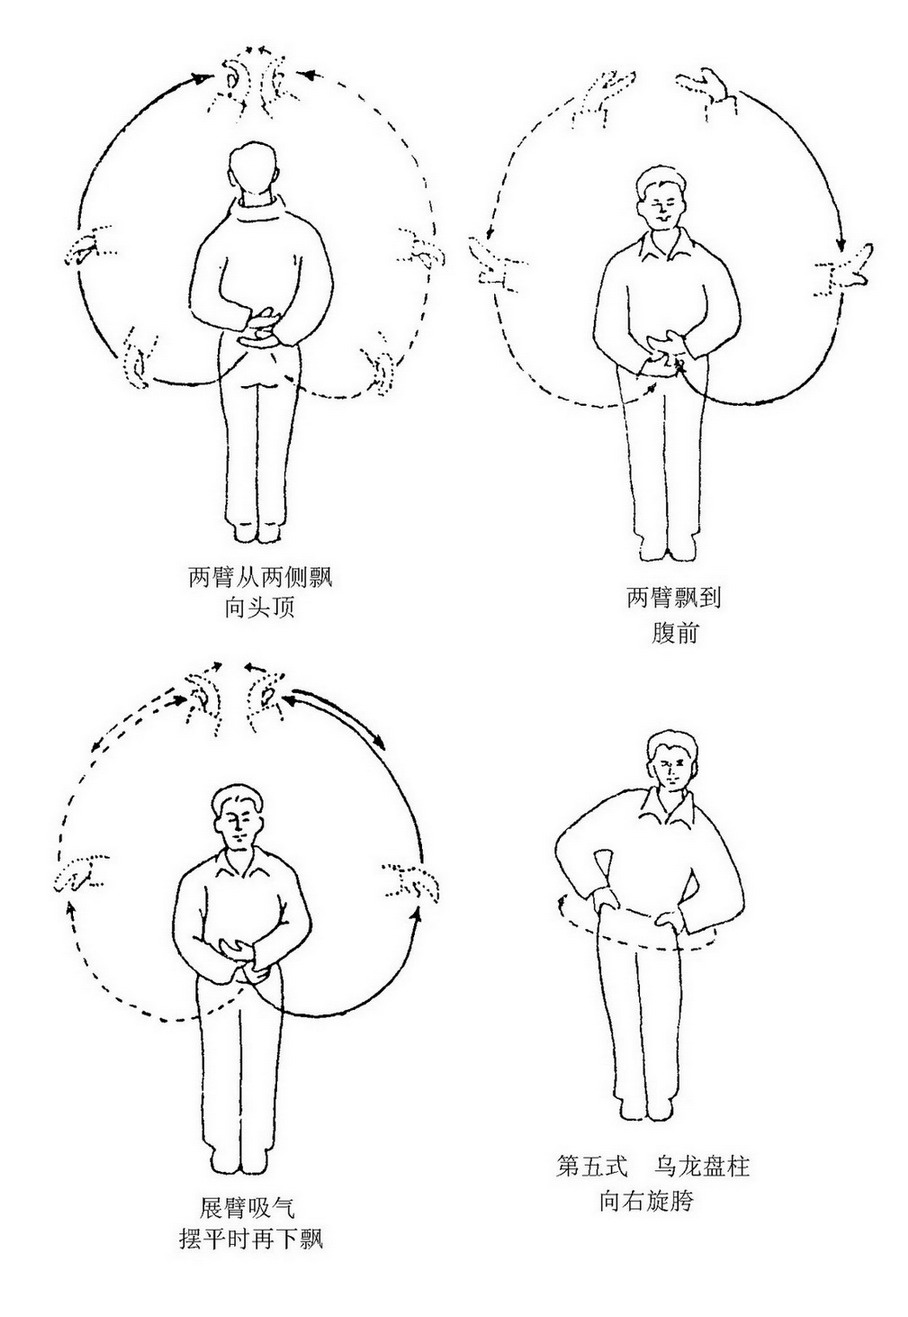 两臂从两侧飘
向头顶
两臂飘到
腹前
展臂吸气
摆平时再下飘
第五式 乌龙盘柱
向右旋胯